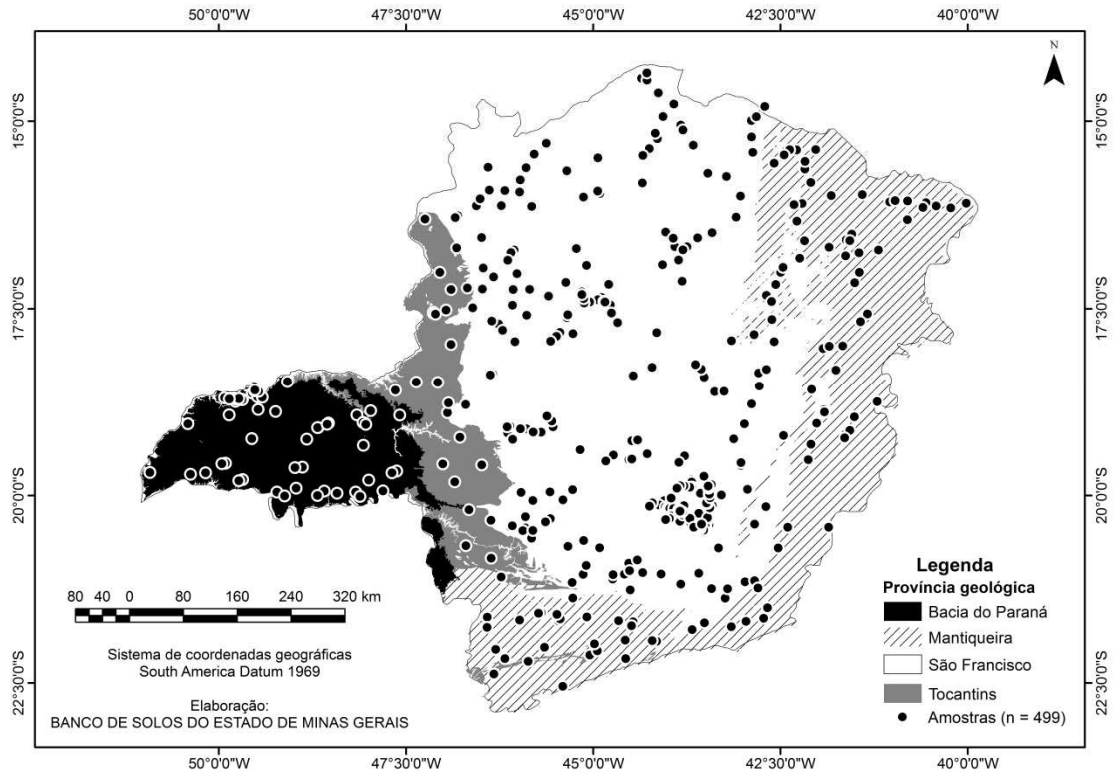 50°0'0"W 47°30'0"W 45°0'0"W 42°30'0"W 40°0'0"W
N
15°0'0"S 15°0'0"S
17°30'0"S 17°30'0"S
20°0'0"S 20°0'0"S
22°30'0"S 22°30'0"S
80 40 0 80 160 240 320 km
Sistema de coordenadas geográficas
South America Datum 1969
Elaboração:
BANCO DE SOLOS DO ESTADO DE MINAS GERAIS
Legenda
Província geológica
Bacia do Paraná
Mantiqueira
São Francisco
Tocantins
Amostras (n = 499)
50°0'0"W 47°30'0"W 45°0'0"W 42°30'0"W 40°0'0"W